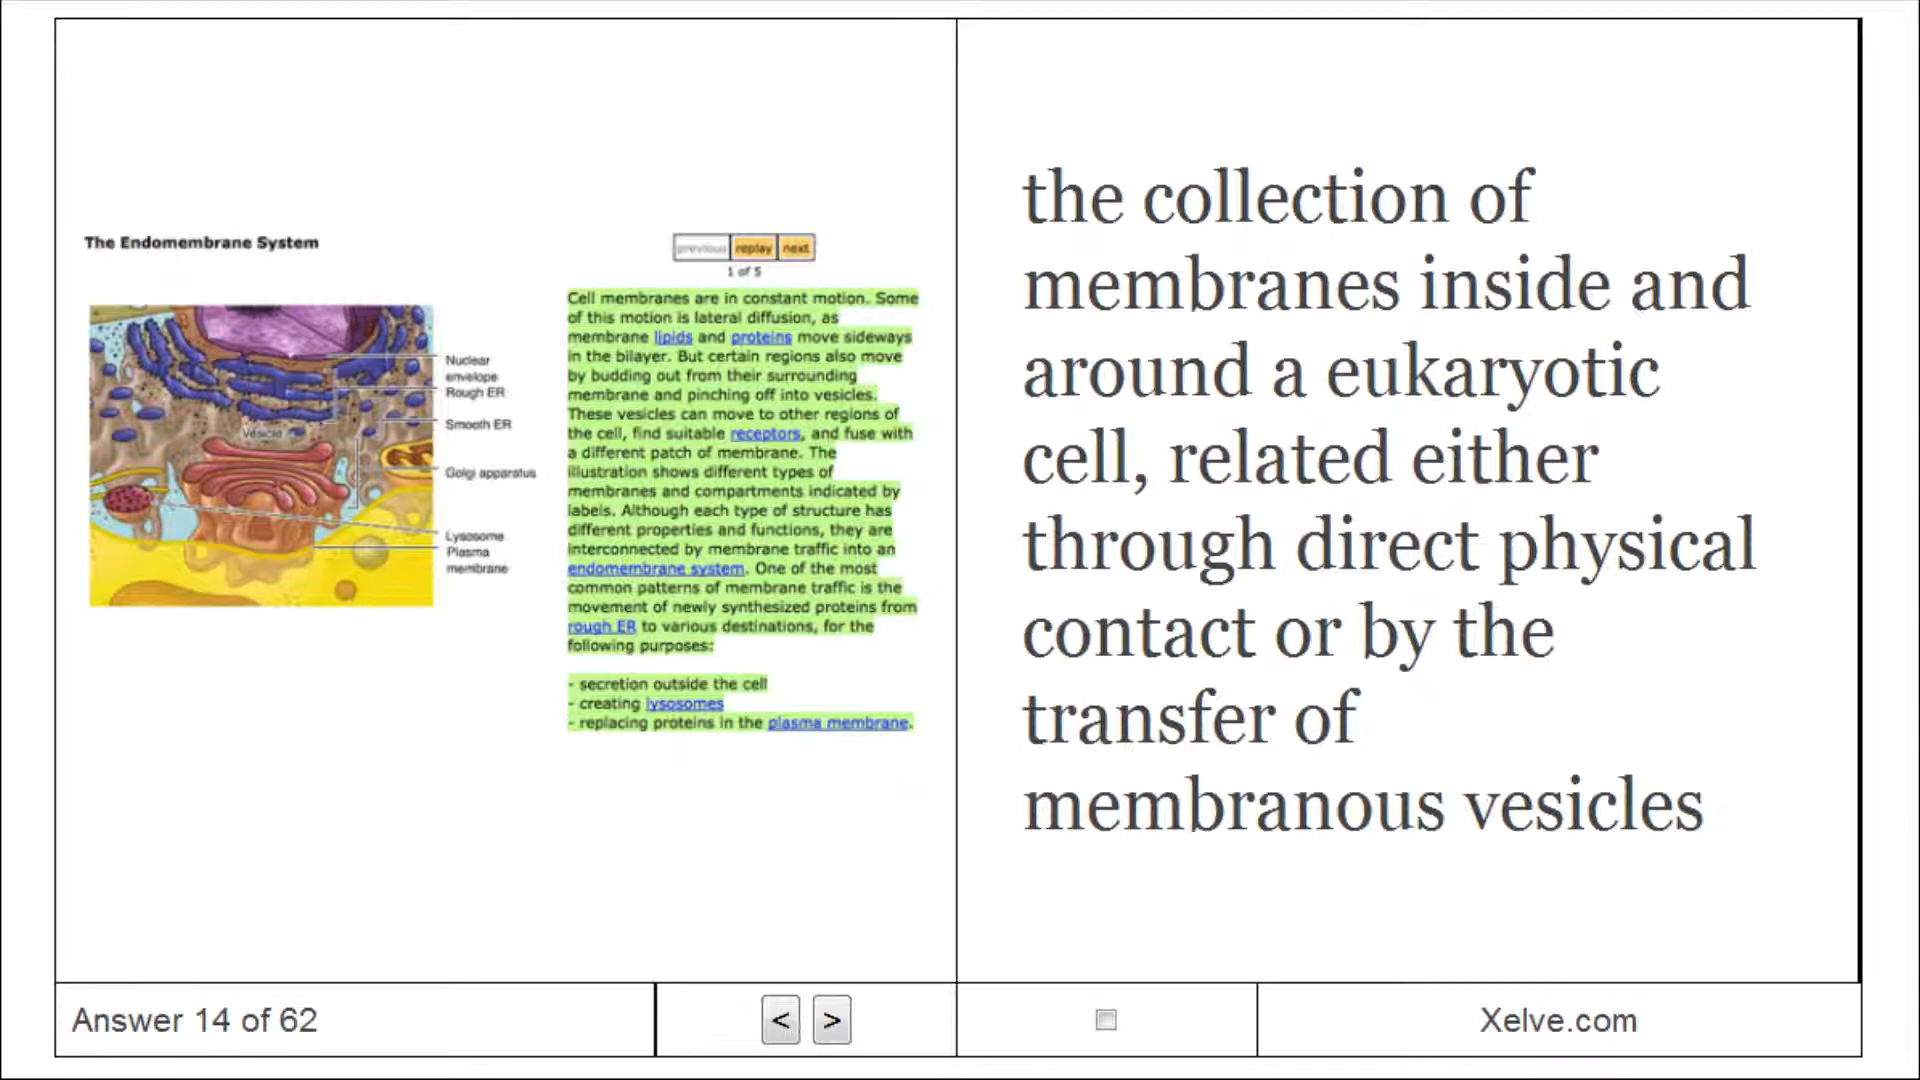 The Endomembrane System
previous replay next
1 of 5
Nuclear
envelope
Rough ER
Smooth ER
Vesicle
Golgi apparatus
Lysosome
Plasma
membrane
Cell membranes are in constant motion. Some
of this motion is lateral diffusion, as
membrane lipids and proteins move sideways
in the bilayer. But certain regions also move
by budding out from their surrounding
membrane and pinching off into vesicles.
These vesicles can move to other regions of
the cell, find suitable receptors, and fuse with
a different patch of membrane. The
illustration shows different types of
membranes and compartments indicated by
labels. Although each type of structure has
different properties and functions, they are
interconnected by membrane traffic into an
endomembrane system. One of the most
common patterns of membrane traffic is the
movement of newly synthesized proteins from
rough ER to various destinations, for the
following purposes:
- secretion outside the cell
- creating lysosomes
- replacing proteins in the plasma membrane.
the collection of
membranes inside and
around a eukaryotic
cell, related either
through direct physical
contact or by the
transfer of
membranous vesicles
Answer 14 of 62
< >
Xelve.com